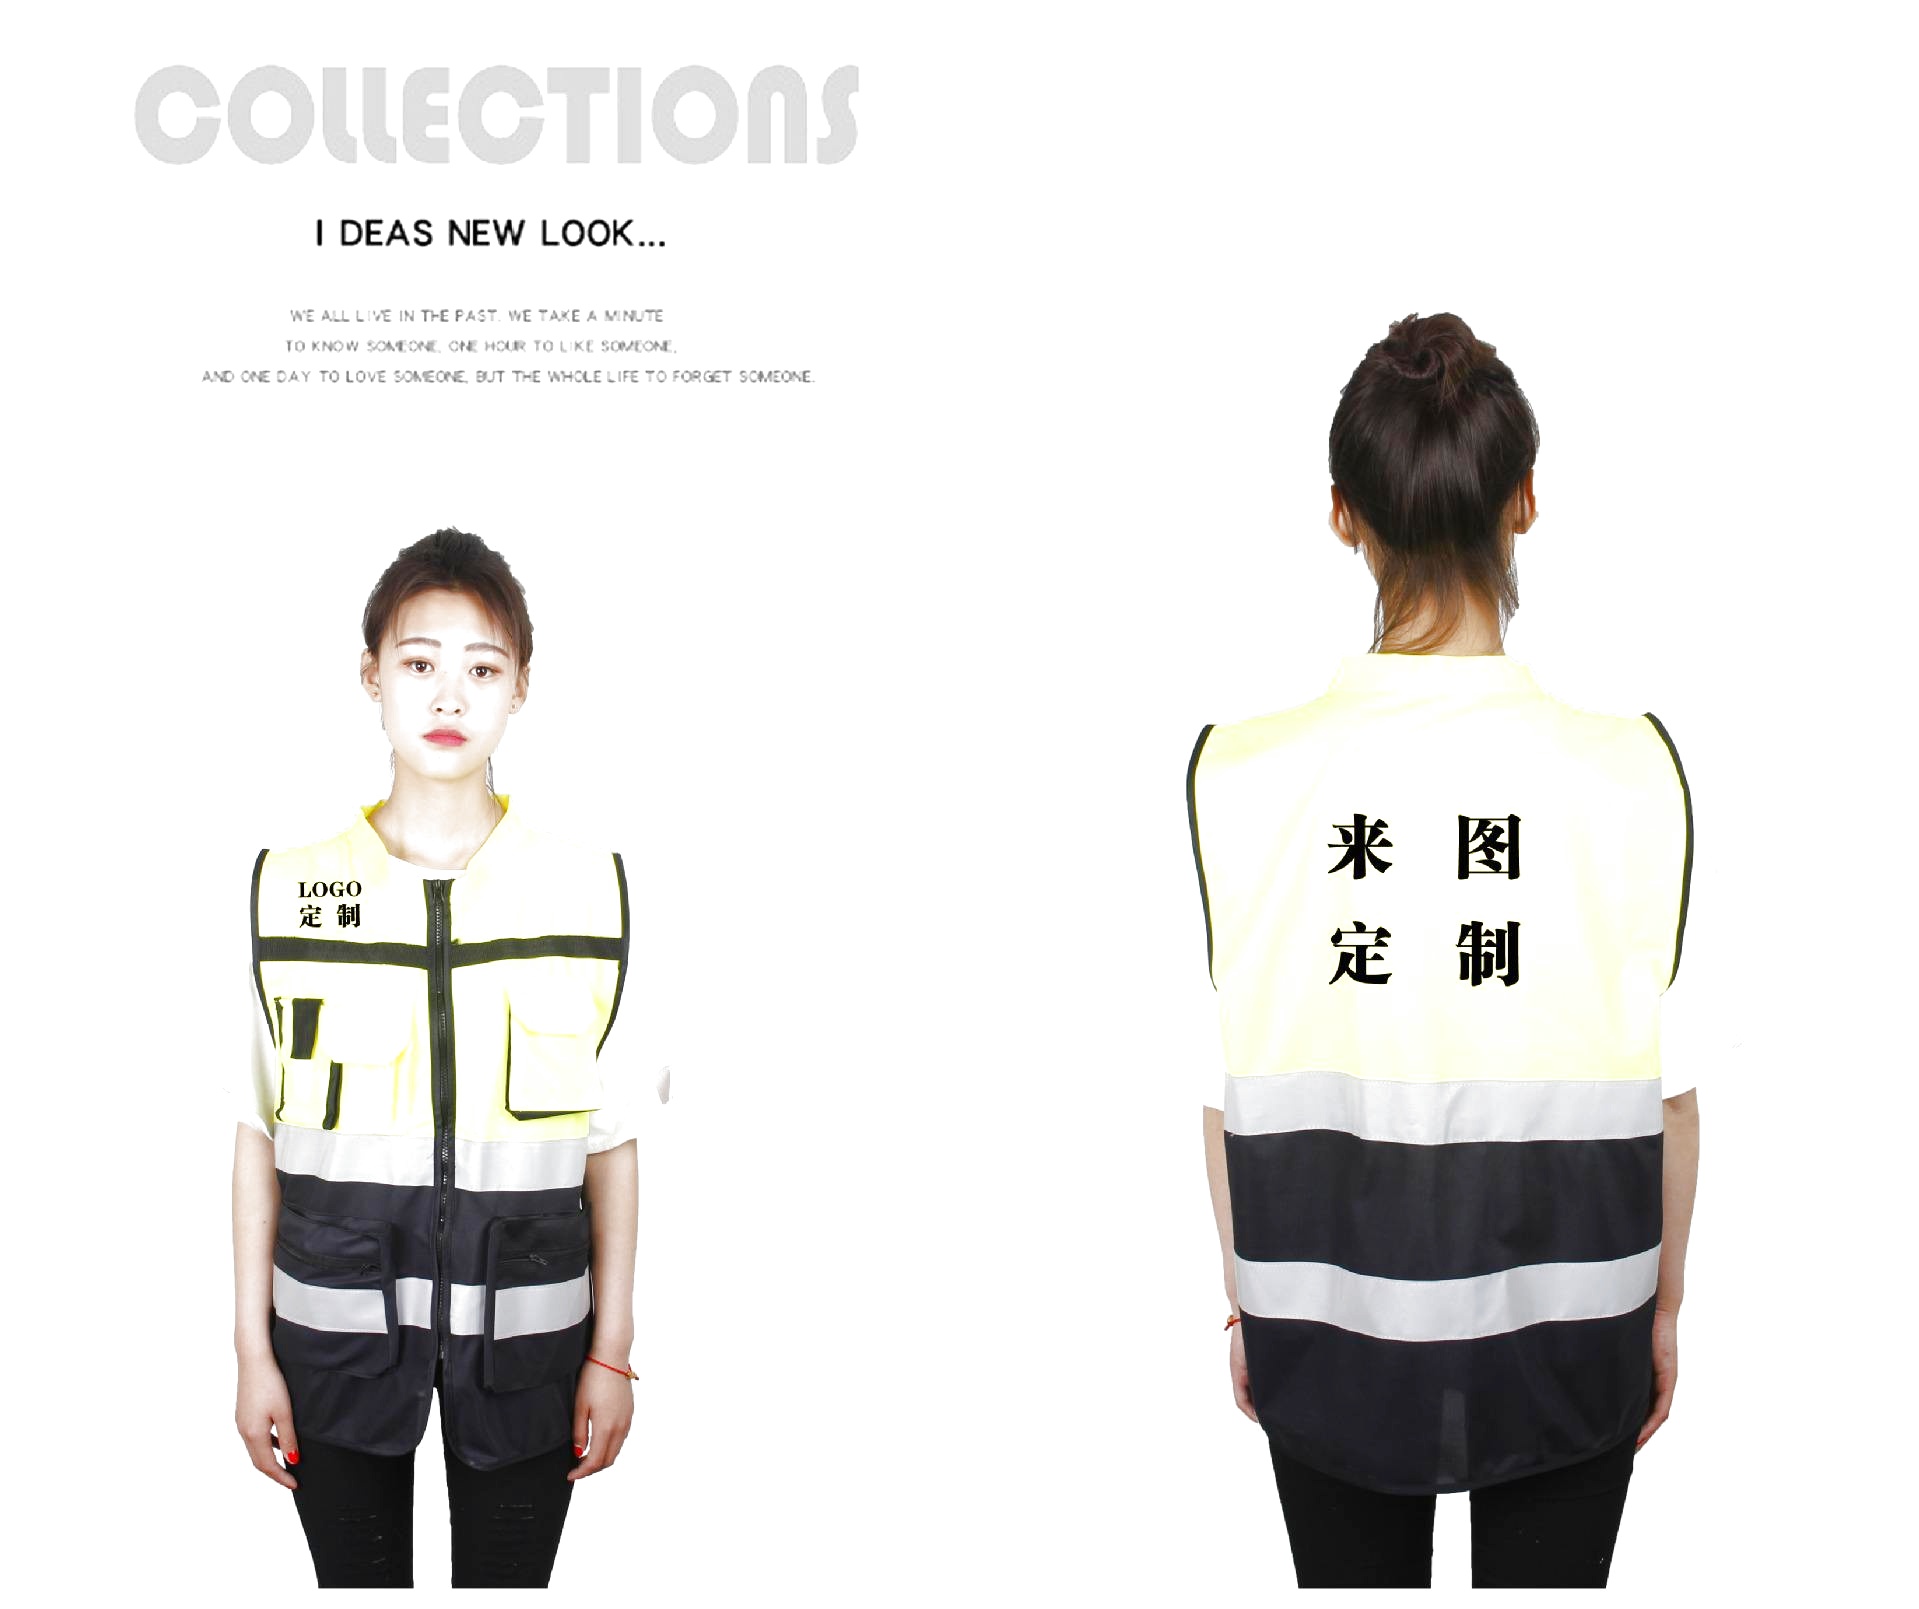 COLLECTIONS
I DEAS NEW LOOK...
WE ALL LIVE IN THE PAST. WE TAKE A MINUTE
TO KNOW SOMEONE, ONE HOUR TO LIKE SOMEONE,
AND ONE DAY TO LOVE SOMEONE, BUT THE WHOLE LIFE TO FORGET SOMEONE.
LOGO
定 制
来 图
定 制